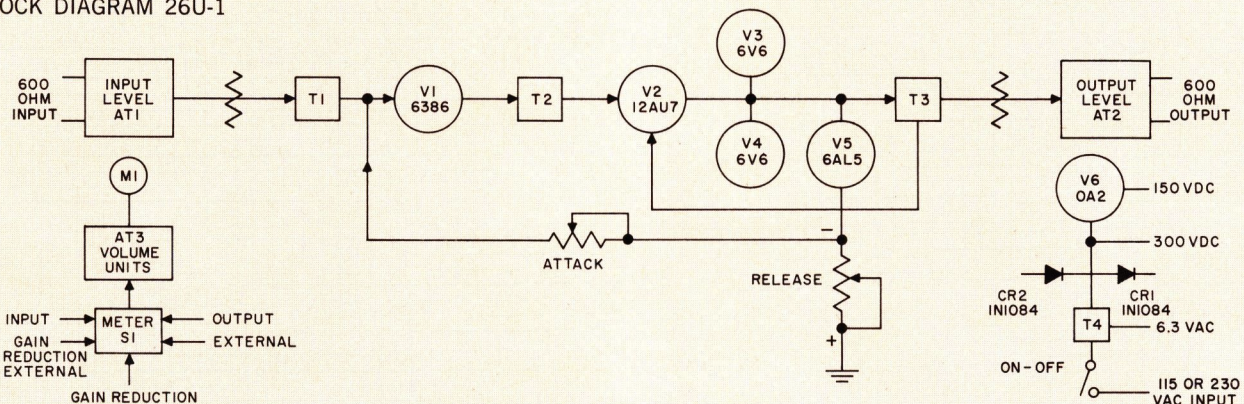 OCK DIAGRAM 26U-1
600
OHM
INPUT
INPUT
LEVEL
AT1
T1
V1
6386
T2
V2
12AU7
V3
6V6
V4
6V6
V5
6AL5
T3
OUTPUT
LEVEL
AT2
600
OHM
OUTPUT
M1
AT3
VOLUME
UNITS
METER
S1
INPUT
GAIN
REDUCTION
EXTERNAL
OUTPUT
EXTERNAL
GAIN REDUCTION
ATTACK
−
RELEASE
+
V6
OA2
150 VDC
300 VDC
CR2
IN1084
CR1
IN1084
T4
6.3 VAC
ON-OFF
115 OR 230
VAC INPUT